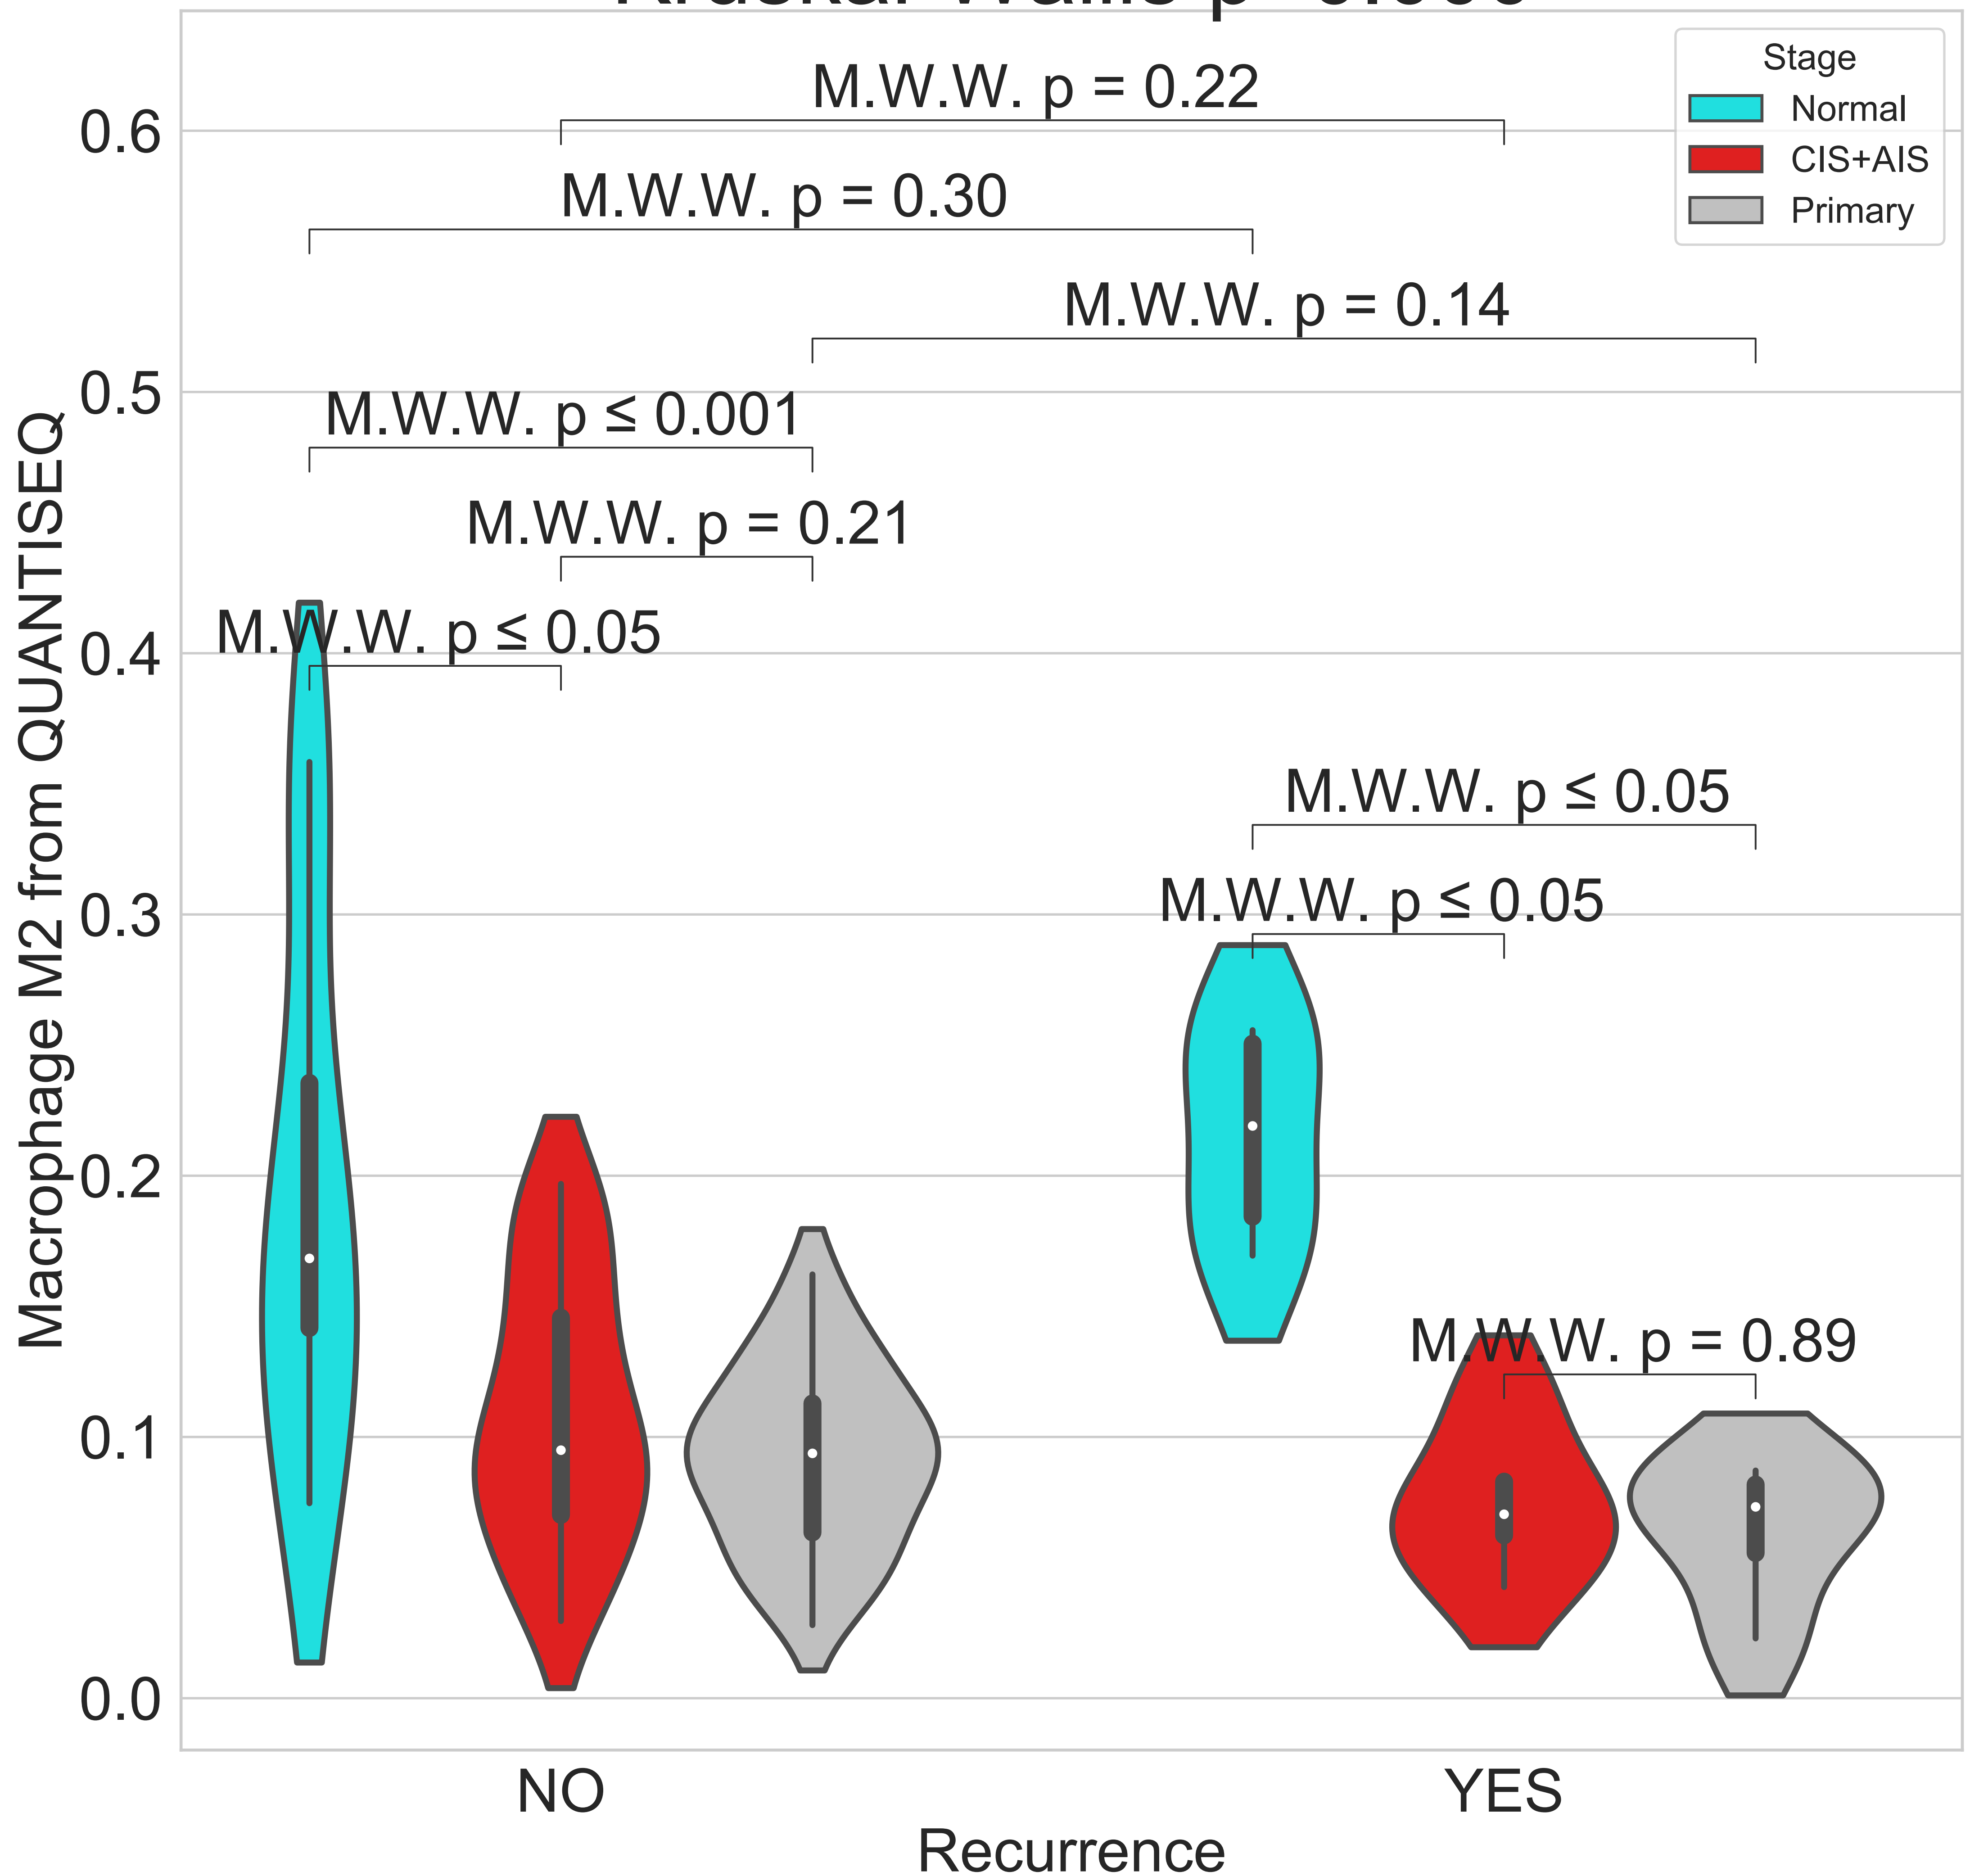 M.W.W. p = 0.22
Stage
Normal
CIS+AIS
Primary
M.W.W. p = 0.30
M.W.W. p = 0.14
M.W.W. p ≤ 0.001
M.W.W. p = 0.21
M.W.W. p ≤ 0.05
M.W.W. p ≤ 0.05
M.W.W. p ≤ 0.05
M.W.W. p = 0.89
Macrophage M2 from QUANTISEQ
0.6
0.5
0.4
0.3
0.2
0.1
0.0
NO
YES
Recurrence